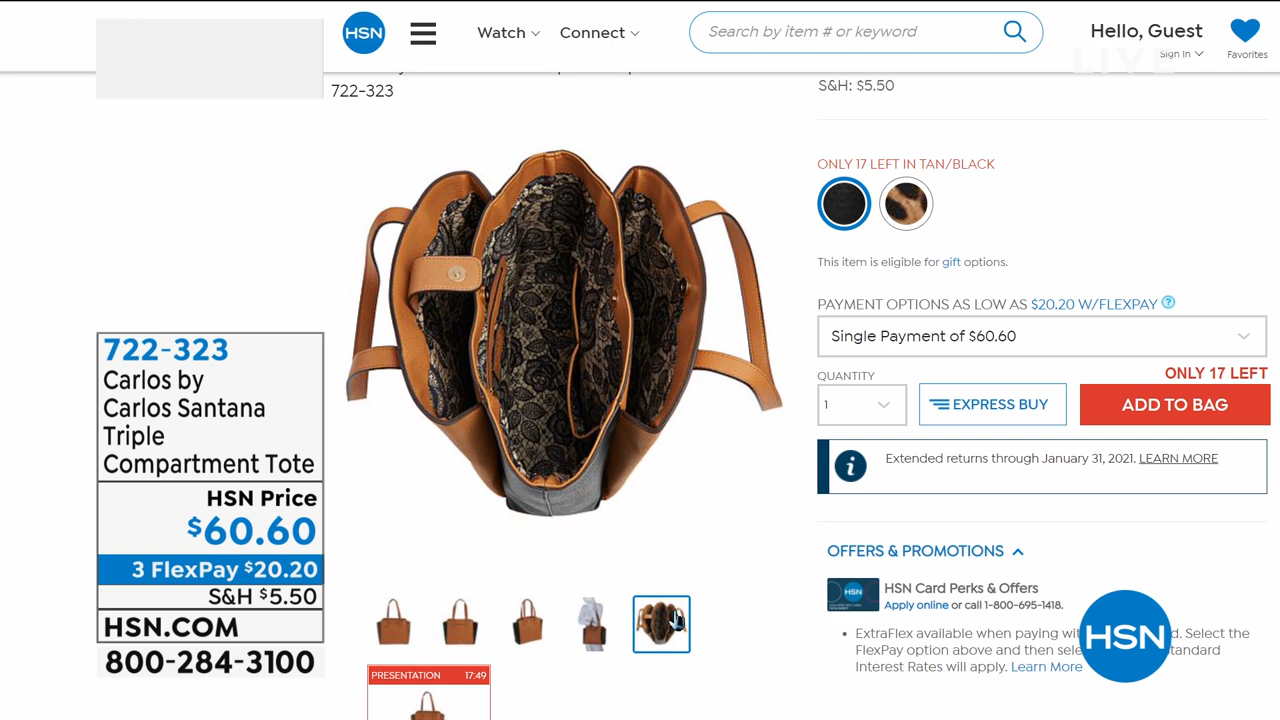 HSN
Watch
Connect
Search by item # or keyword
Hello, Guest
Sign In
Favorites
LIVE
722-323
S&H: $5.50
ONLY 17 LEFT IN TAN/BLACK
This item is eligible for gift options.
PAYMENT OPTIONS AS LOW AS $20.20 W/FLEXPAY ?
Single Payment of $60.60
QUANTITY
ONLY 17 LEFT
1
EXPRESS BUY
ADD TO BAG
i
Extended returns through January 31, 2021. LEARN MORE
OFFERS & PROMOTIONS
HSN
HSN Card Perks & Offers
Apply online or call 1-800-695-1418.
• ExtraFlex available when paying d. Select the
FlexPay option above and then tandard
Interest Rates will apply. Learn More
HSN
722-323
Carlos by
Carlos Santana
Triple
Compartment Tote
HSN Price
$60.60
3 FlexPay $20.20
S&H $5.50
HSN.COM
800-284-3100
PRESENTATION 17:49